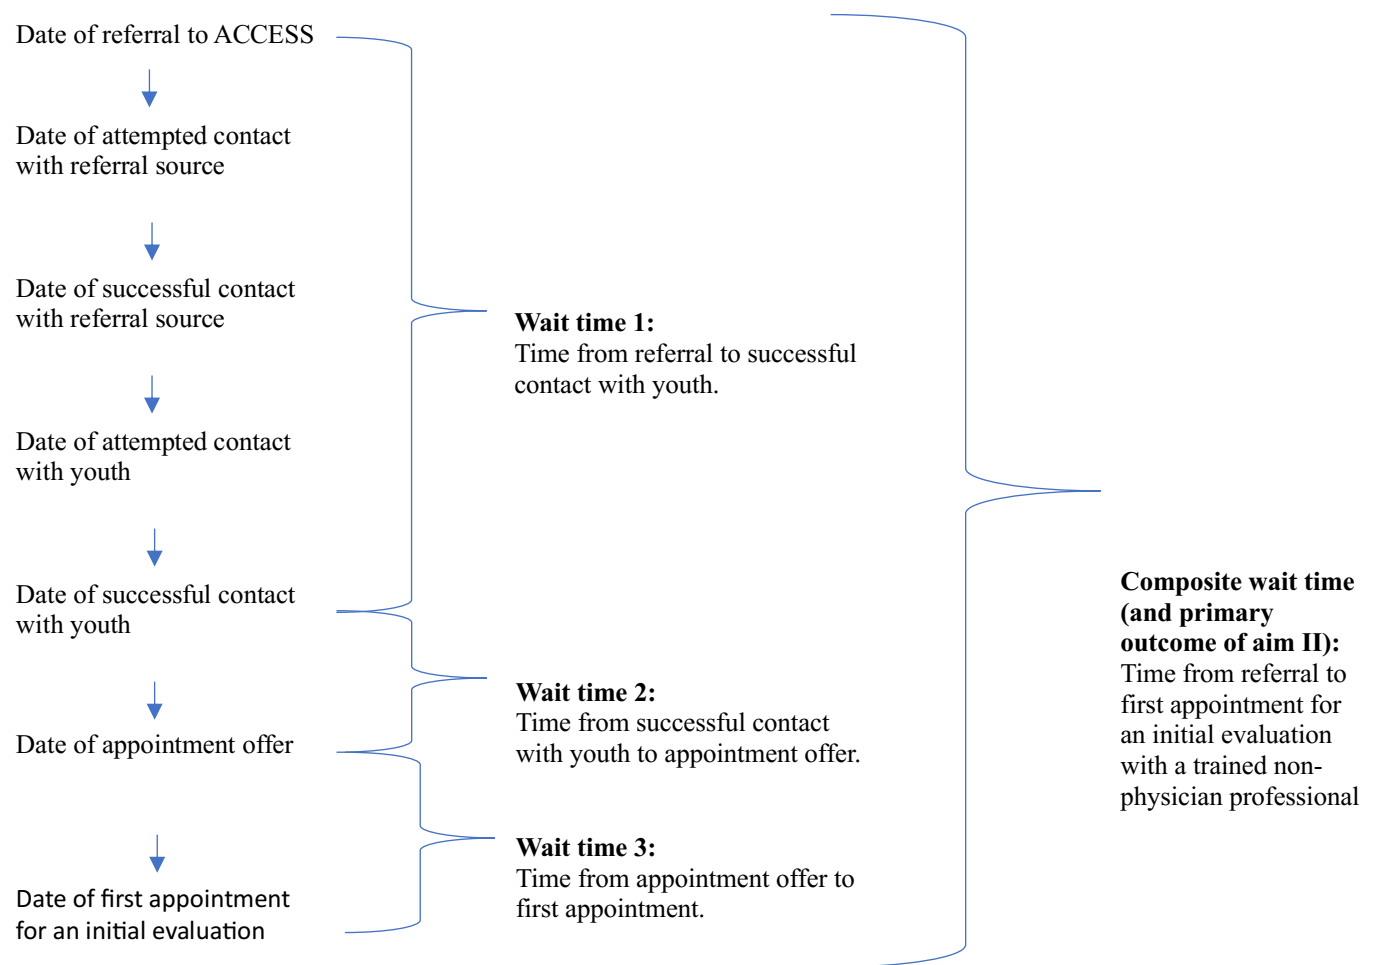 Date of referral to ACCESS
Date of attempted contact
with referral source
Date of successful contact
with referral source
Date of attempted contact
with youth
Date of successful contact
with youth
Date of appointment offer
Date of first appointment
for an initial evaluation
Wait time 1:
Time from referral to successful
contact with youth.
Wait time 2:
Time from successful contact
with youth to appointment offer.
Wait time 3:
Time from appointment offer to
first appointment.
Composite wait time
(and primary
outcome of aim II):
Time from referral to
first appointment for
an initial evaluation
with a trained non-
physician professional